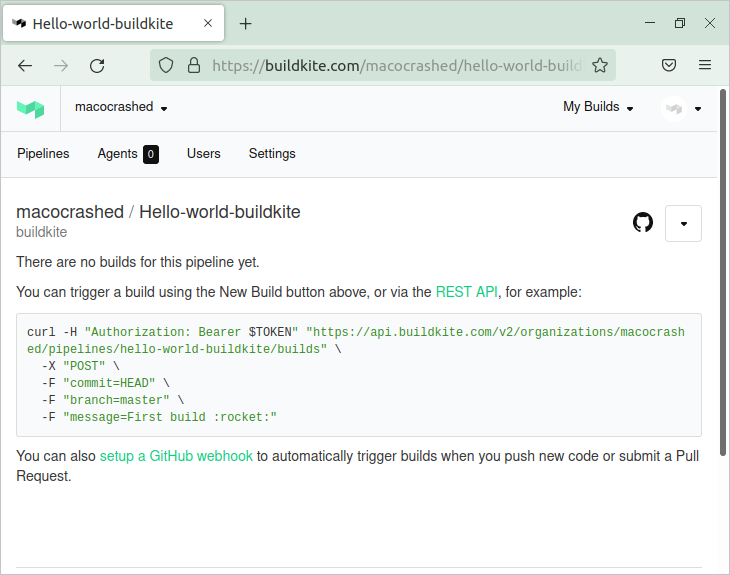 Hello-world-buildkite
https://buildkite.com/macocrashed/hello-world-build
macocrashed
My Builds
Pipelines Agents 0 Users Settings
macocrashed / Hello-world-buildkite
buildkite
There are no builds for this pipeline yet.
You can trigger a build using the New Build button above, or via the REST API, for example:
curl -H "Authorization: Bearer $TOKEN" "https://api.buildkite.com/v2/organizations/macocrash
ed/pipelines/hello-world-buildkite/builds" \
-X "POST" \
-F "commit=HEAD" \
-F "branch=master" \
-F "message=First build :rocket:"
You can also setup a GitHub webhook to automatically trigger builds when you push new code or submit a Pull
Request.